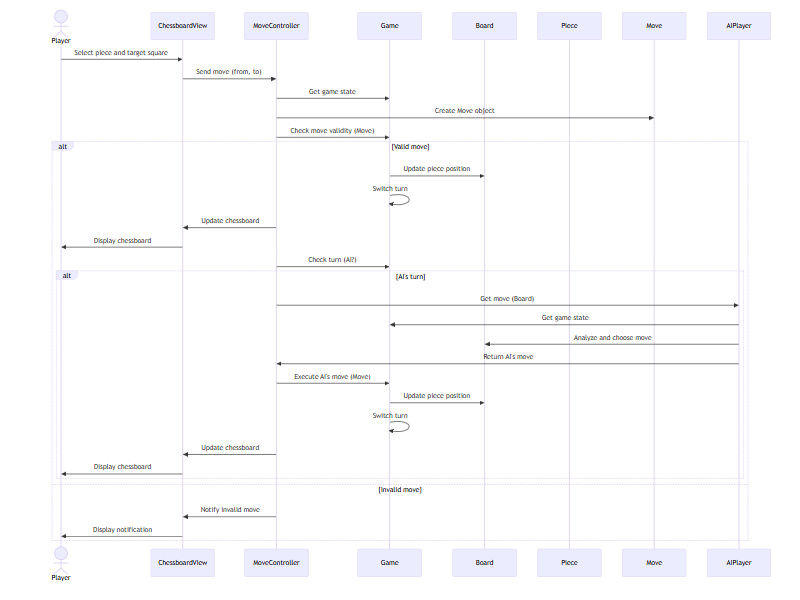 ChessboardView MoveController Game Board Piece Move AIPlayer
Player
Select piece and target square
Send move (from, to)
Get game state
Create Move object
Check move validity (Move)
alt [Valid move]
Update piece position
Switch turn
Update chessboard
Display chessboard
Check turn (AI?)
alt [AI's turn]
Get move (Board)
Get game state
Analyze and choose move
Return AI's move
Execute AI's move (Move)
Update piece position
Switch turn
Update chessboard
Display chessboard
[Invalid move]
Notify invalid move
Display notification
ChessboardView MoveController Game Board Piece Move AIPlayer
Player